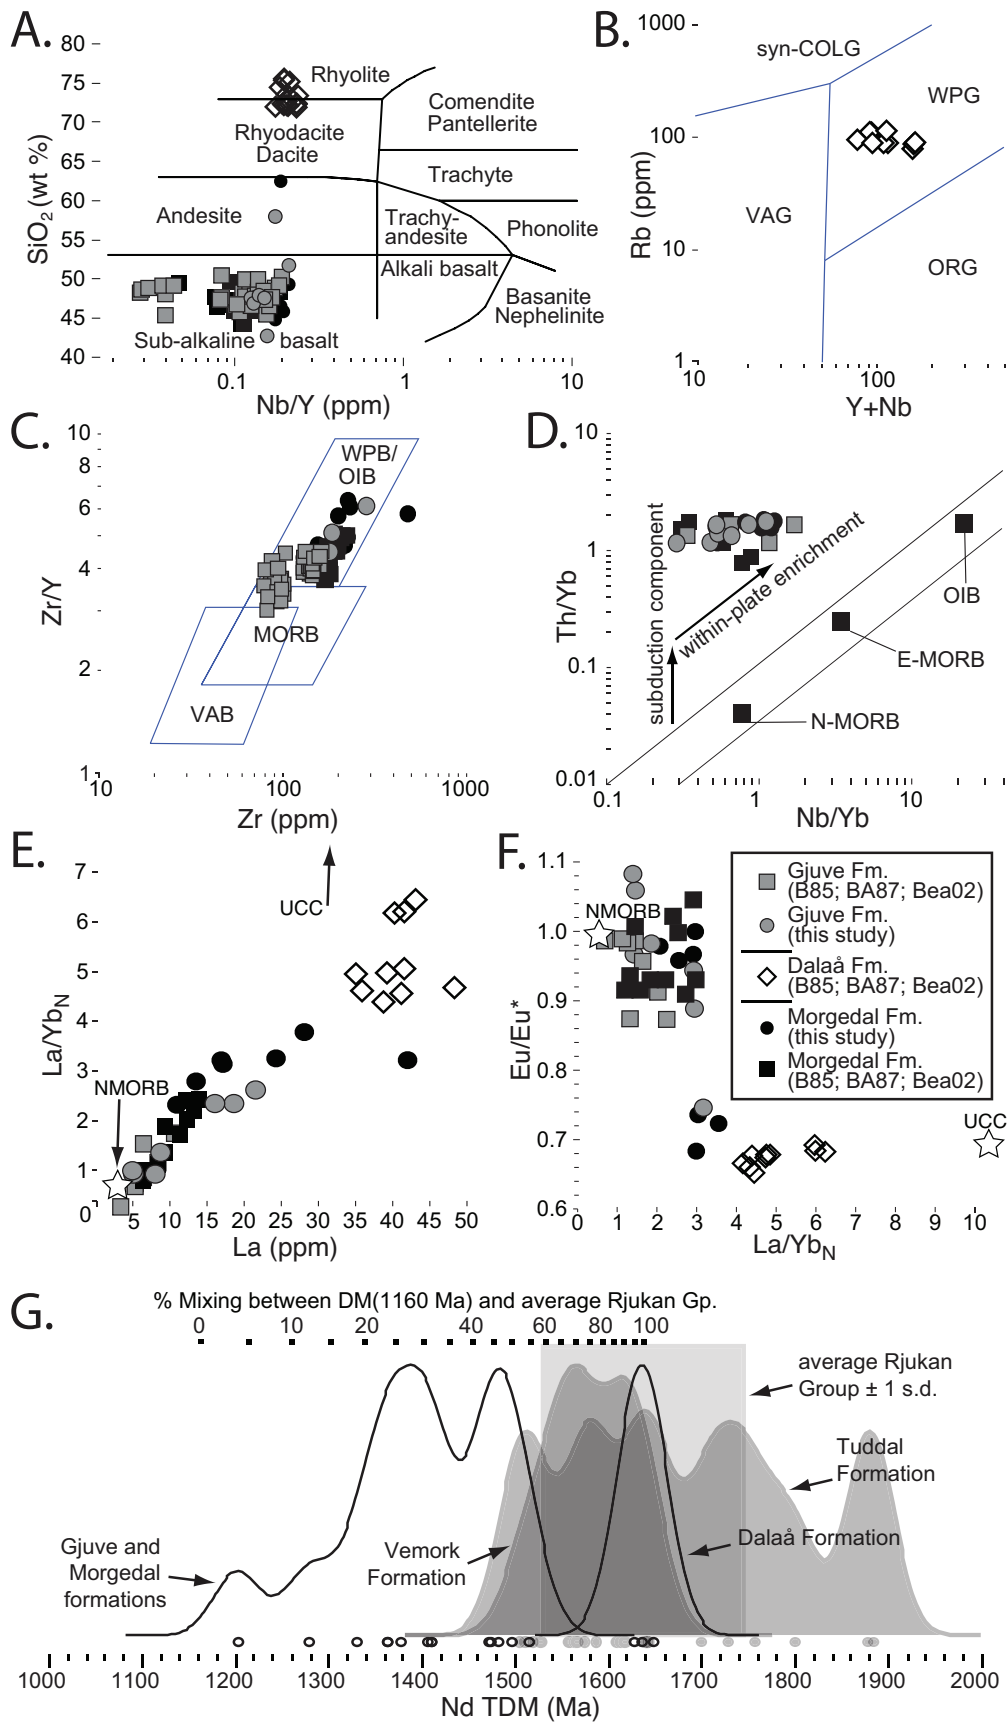 A.
80
75
70
65
60
55
50
45
40
SiO2 (wt %)
Rhyolite
Comendite
Pantellerite
Rhyodacite
Dacite
Trachyte
Andesite
Trachy-
andesite
Phonolite
Alkali basalt
Basanite
Nephelinite
Sub-alkaline basalt
0.1
1
10
Nb/Y (ppm)
B.
1000
100
10
1
Rb (ppm)
syn-COLG
WPG
VAG
ORG
10
100
Y+Nb
C.
10
8
6
4
2
1
Zr/Y
WPB/
OIB
MORB
VAB
10
100
1000
Zr (ppm)
D.
10
1
0.1
0.01
Th/Yb
subduction component
within-plate enrichment
OIB
E-MORB
N-MORB
0.1
1
10
Nb/Yb
E.
7
6
5
4
3
2
1
0
La/YbN
UCC
NMORB
5 10 15 20 25 30 35 40 45 50
La (ppm)
F.
1.1
1.0
0.9
0.8
0.7
0.6
Eu/Eu*
NMORB
UCC
0 1 2 3 4 5 6 7 8 9 10
La/YbN
Gjuve Fm.
(B85; BA87; Bea02)
Gjuve Fm.
(this study)
Dalaå Fm.
(B85; BA87; Bea02)
Morgedal Fm.
(this study)
Morgedal Fm.
(B85; BA87; Bea02)
G.
% Mixing between DM(1160 Ma) and average Rjukan Gp.
0 10 20 40 60 80 100
average Rjukan
Group ± 1 s.d.
Tuddal
Formation
Dalaå Formation
Vemork
Formation
Gjuve and
Morgedal
formations
1000 1100 1200 1300 1400 1500 1600 1700 1800 1900 2000
Nd TDM (Ma)